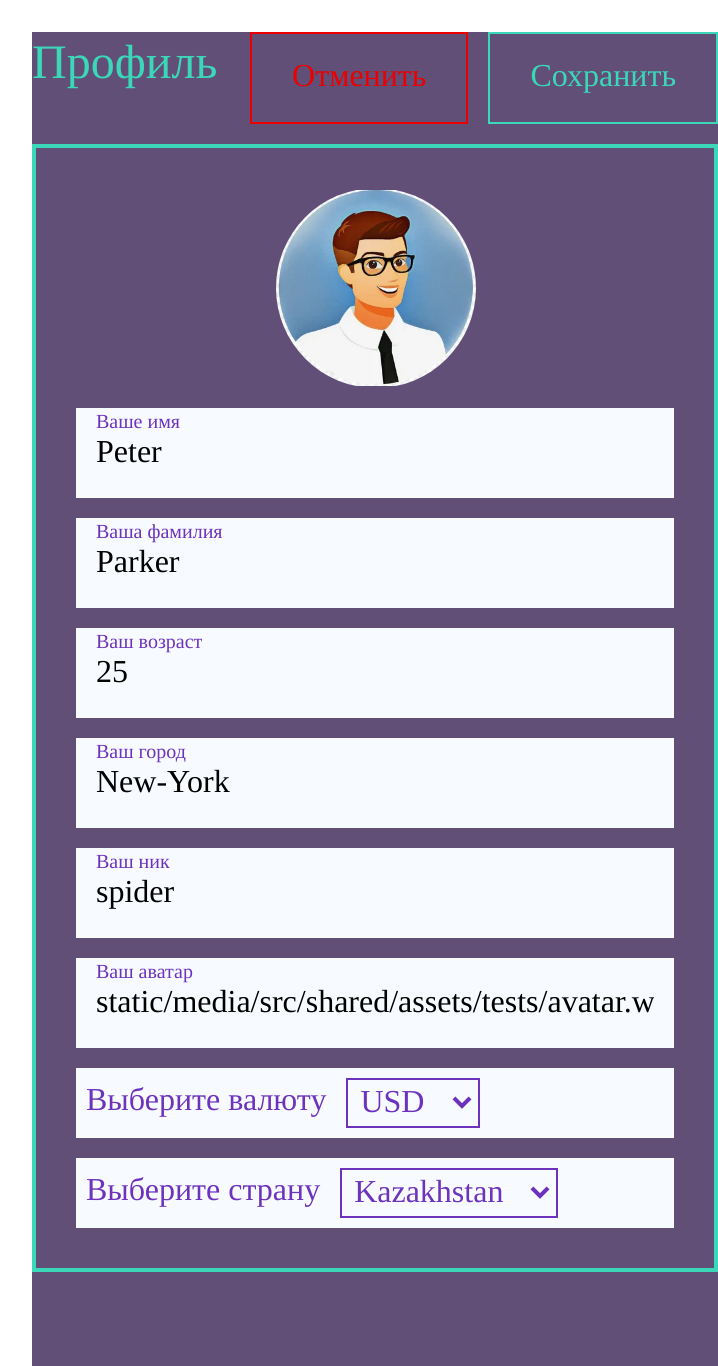 Профиль
Отменить
Сохранить
Ваше имя
Peter
Ваша фамилия
Parker
Ваш возраст
25
Ваш город
New-York
Ваш ник
spider
Ваш аватар
static/media/src/shared/assets/tests/avatar.w
Выберите валюту USD
Выберите страну Kazakhstan